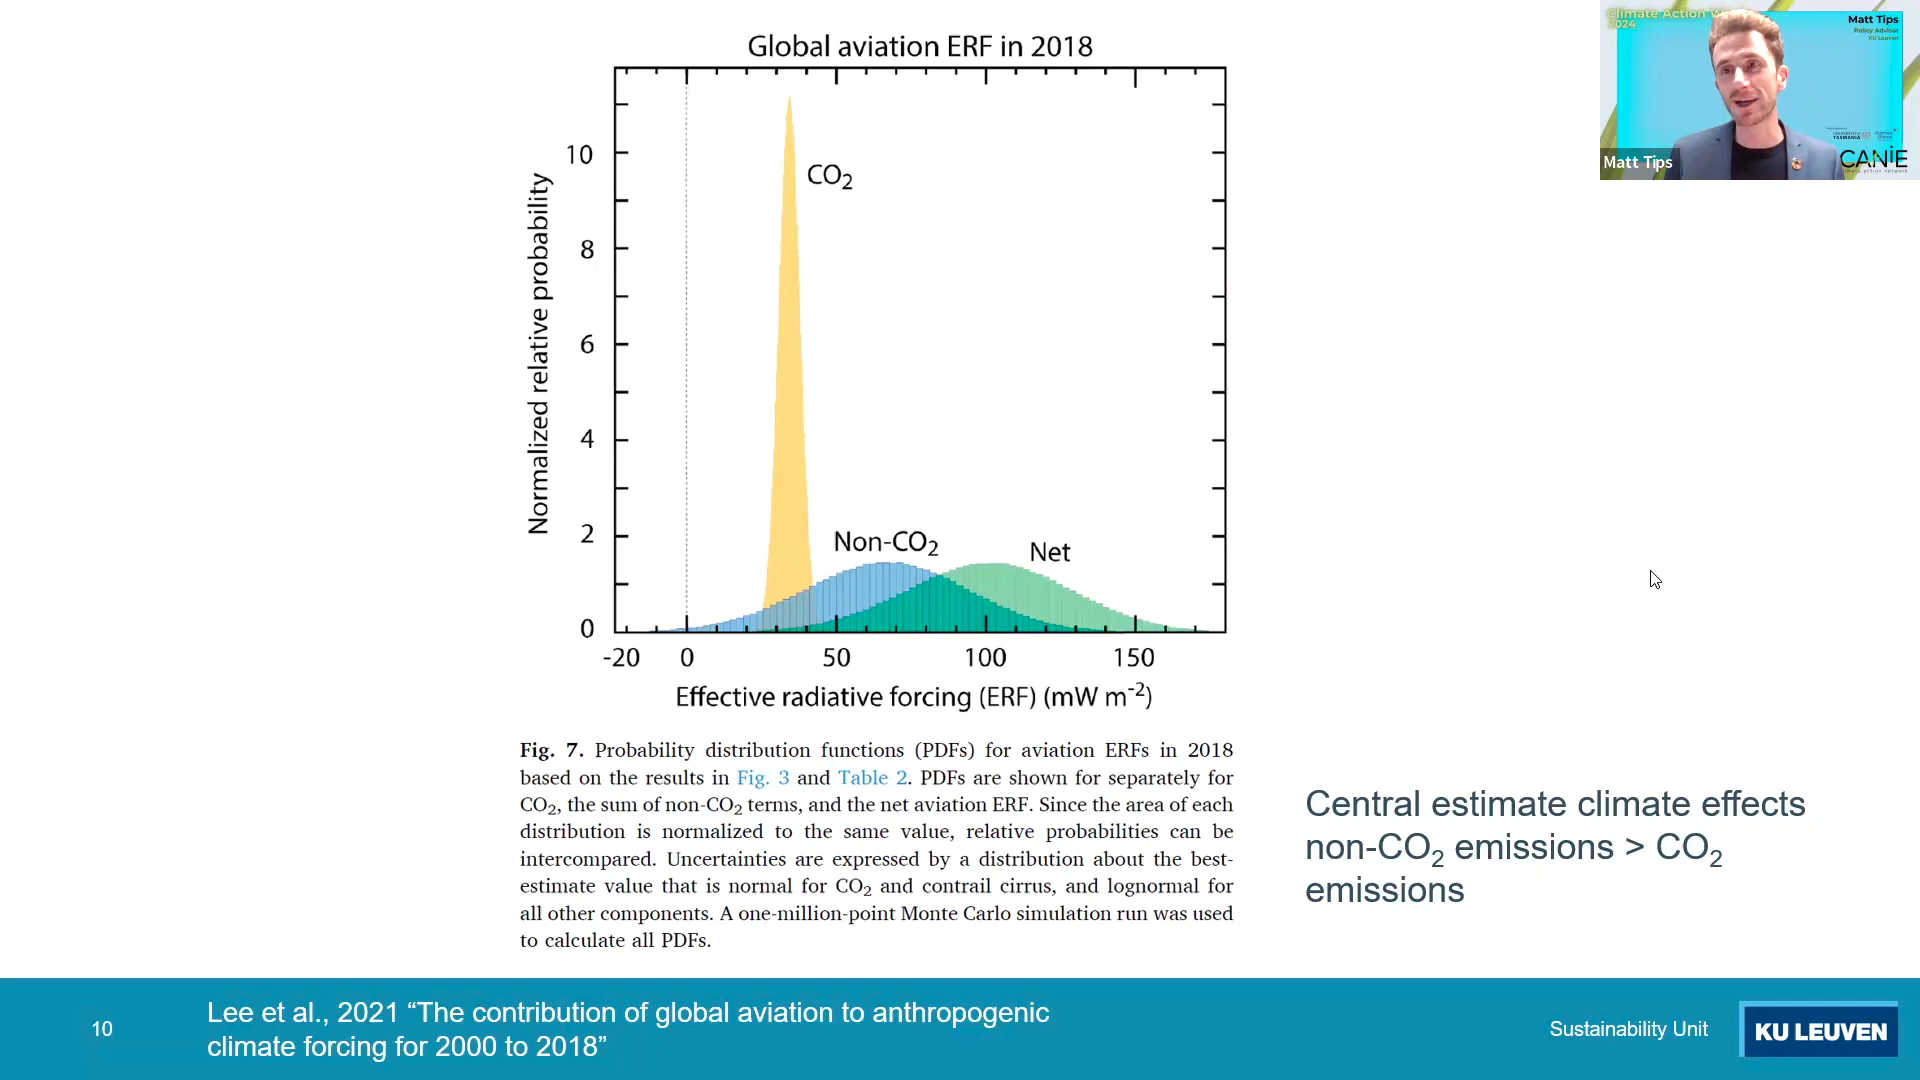 Global aviation ERF in 2018
Normalized relative probability
10
8
6
4
2
0
CO2
Non-CO2
Net
-20 0 50 100 150
Effective radiative forcing (ERF) (mW m-2)
Fig. 7. Probability distribution functions (PDFs) for aviation ERFs in 2018
based on the results in Fig. 3 and Table 2. PDFs are shown for separately for
CO2, the sum of non-CO2 terms, and the net aviation ERF. Since the area of each
distribution is normalized to the same value, relative probabilities can be
intercompared. Uncertainties are expressed by a distribution about the best-
estimate value that is normal for CO2 and contrail cirrus, and lognormal for
all other components. A one-million-point Monte Carlo simulation run was used
to calculate all PDFs.
Central estimate climate effects
non-CO2 emissions > CO2
emissions
Climate Action
2024
Matt Tips
Policy Advisor
KU Leuven
TASMANIA
CANiE
Matt Tips
10
Lee et al., 2021 “The contribution of global aviation to anthropogenic
climate forcing for 2000 to 2018”
Sustainability Unit
KU LEUVEN